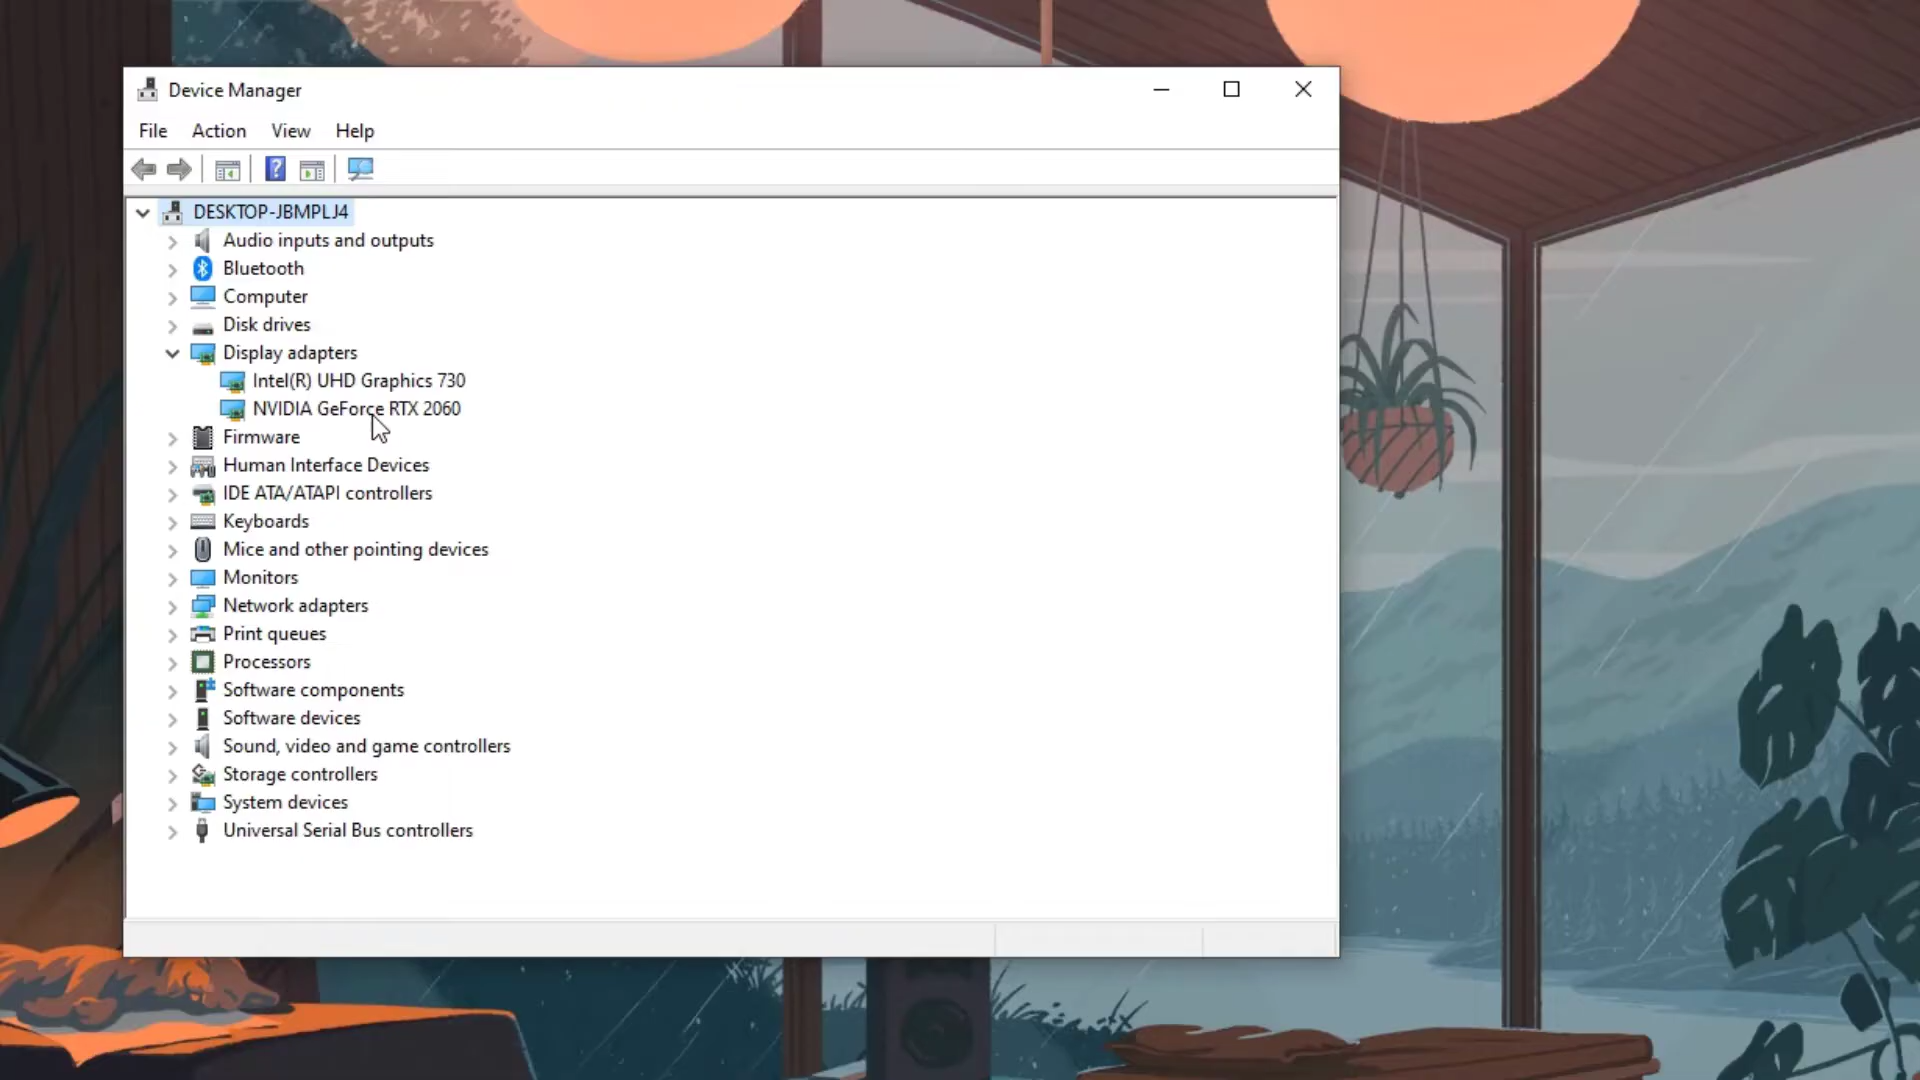 Device Manager
File Action View Help
DESKTOP-JBMPLJ4
Audio inputs and outputs
Bluetooth
Computer
Disk drives
Display adapters
Intel(R) UHD Graphics 730
NVIDIA GeForce RTX 2060
Firmware
Human Interface Devices
IDE ATA/ATAPI controllers
Keyboards
Mice and other pointing devices
Monitors
Network adapters
Print queues
Processors
Software components
Software devices
Sound, video and game controllers
Storage controllers
System devices
Universal Serial Bus controllers